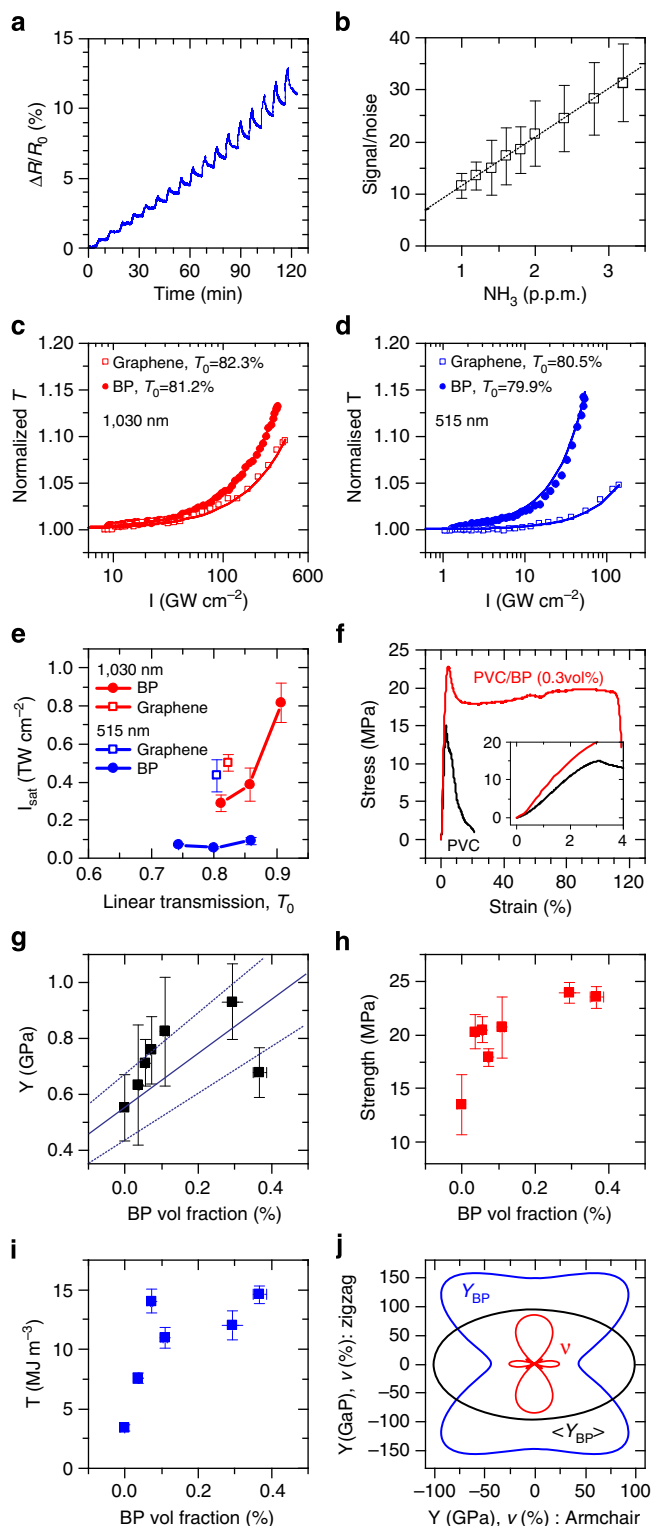 a
15
10
5
0
ΔR/R0 (%)
0 30 60 90 120
Time (min)
b
40
30
20
10
0
Signal/noise
1 2 3
NH3 (p.p.m.)
c
1.20
1.15
1.10
1.05
1.00
Normalized T
Graphene, T0=82.3%
BP, T0=81.2%
1,030 nm
10 100 600
I (GW cm−2)
d
1.20
1.15
1.10
1.05
1.00
Normalised T
Graphene, T0=80.5%
BP, T0=79.9%
515 nm
1 10 100
I (GW cm−2)
e
1.0
0.8
0.6
0.4
0.2
0.0
Isat (TW cm−2)
1,030 nm
BP
Graphene
515 nm
Graphene
BP
0.6 0.7 0.8 0.9
Linear transmission, T0
f
25
20
15
10
5
0
Stress (MPa)
PVC/BP (0.3vol%)
20
10
0
0 2 4
PVC
0 30 60 90 120
Strain (%)
g
1.0
0.8
0.6
0.4
Y (GPa)
0.0 0.2 0.4
BP vol fraction (%)
h
25
20
15
10
Strength (MPa)
0.0 0.2 0.4
BP vol fraction (%)
i
15
10
5
0
T (MJ m−3)
0.0 0.2 0.4
BP vol fraction (%)
j
150
100
50
0
−50
−100
−150
Y(GaP), ν (%): zigzag
YBP
ν
<YBP>
−100 −50 0 50 100
Y (GPa), ν (%) : Armchair